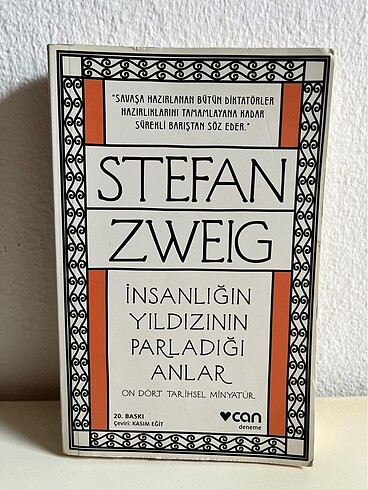 "SAVAŞA HAZIRLANAN BÜTÜN DİKTATÖRLER
HAZIRLIKLARINI TAMAMLAYANA KADAR
SÜREKLİ BARIŞTAN SÖZ EDER."
STEFAN
ZWEIG
İNSANLIĞIN
YILDIZININ
PARLADIĞI
ANLAR
ON DÖRT TARİHSEL MİNYATÜR
20. BASKI
Çeviri: KASIM EĞİT
can
deneme